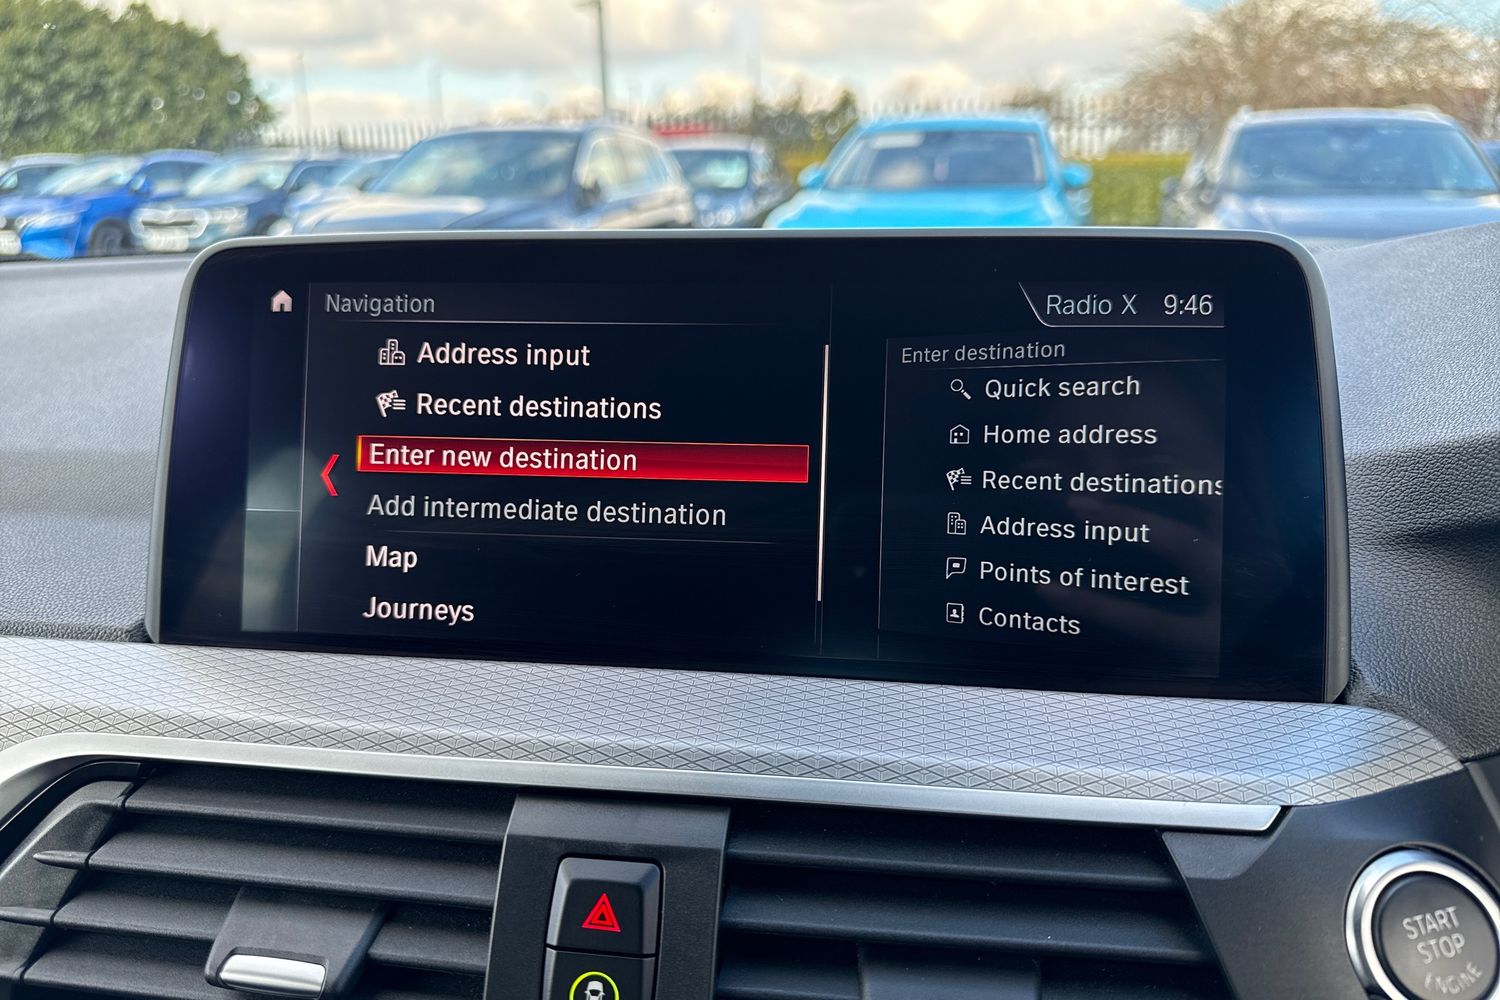 Navigation
Radio X 9:46
Address input
Recent destinations
Enter new destination
Add intermediate destination
Map
Journeys
Enter destination
Quick search
Home address
Recent destinations
Address input
Points of interest
Contacts
START
STOP
ENGINE